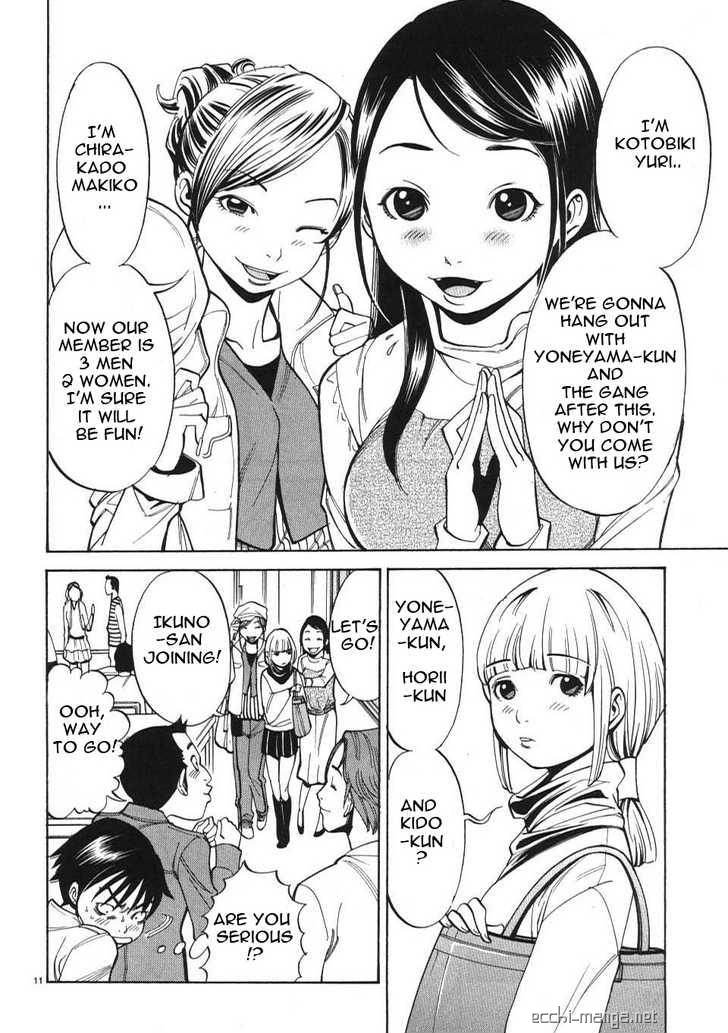 I'M
KOTOBIKI
YURI..
WE'RE GONNA
HANG OUT
WITH
YONEYAMA-KUN
AND
THE GANG
AFTER THIS.
WHY DON'T
YOU COME
WITH US?
I'M
CHIRA-
KADO
MAKIKO
...
NOW OUR
MEMBER IS
3 MEN
2 WOMEN.
I'M SURE
IT WILL
BE FUN!
YONE-
YAMA
-KUN,
HORII
-KUN
AND
KIDO
-KUN
?
LET'S
GO!
IKUNO
-SAN
JOINING!
OOH,
WAY
TO GO!
ARE YOU
SERIOUS
!?
11
ecchi-manga.net